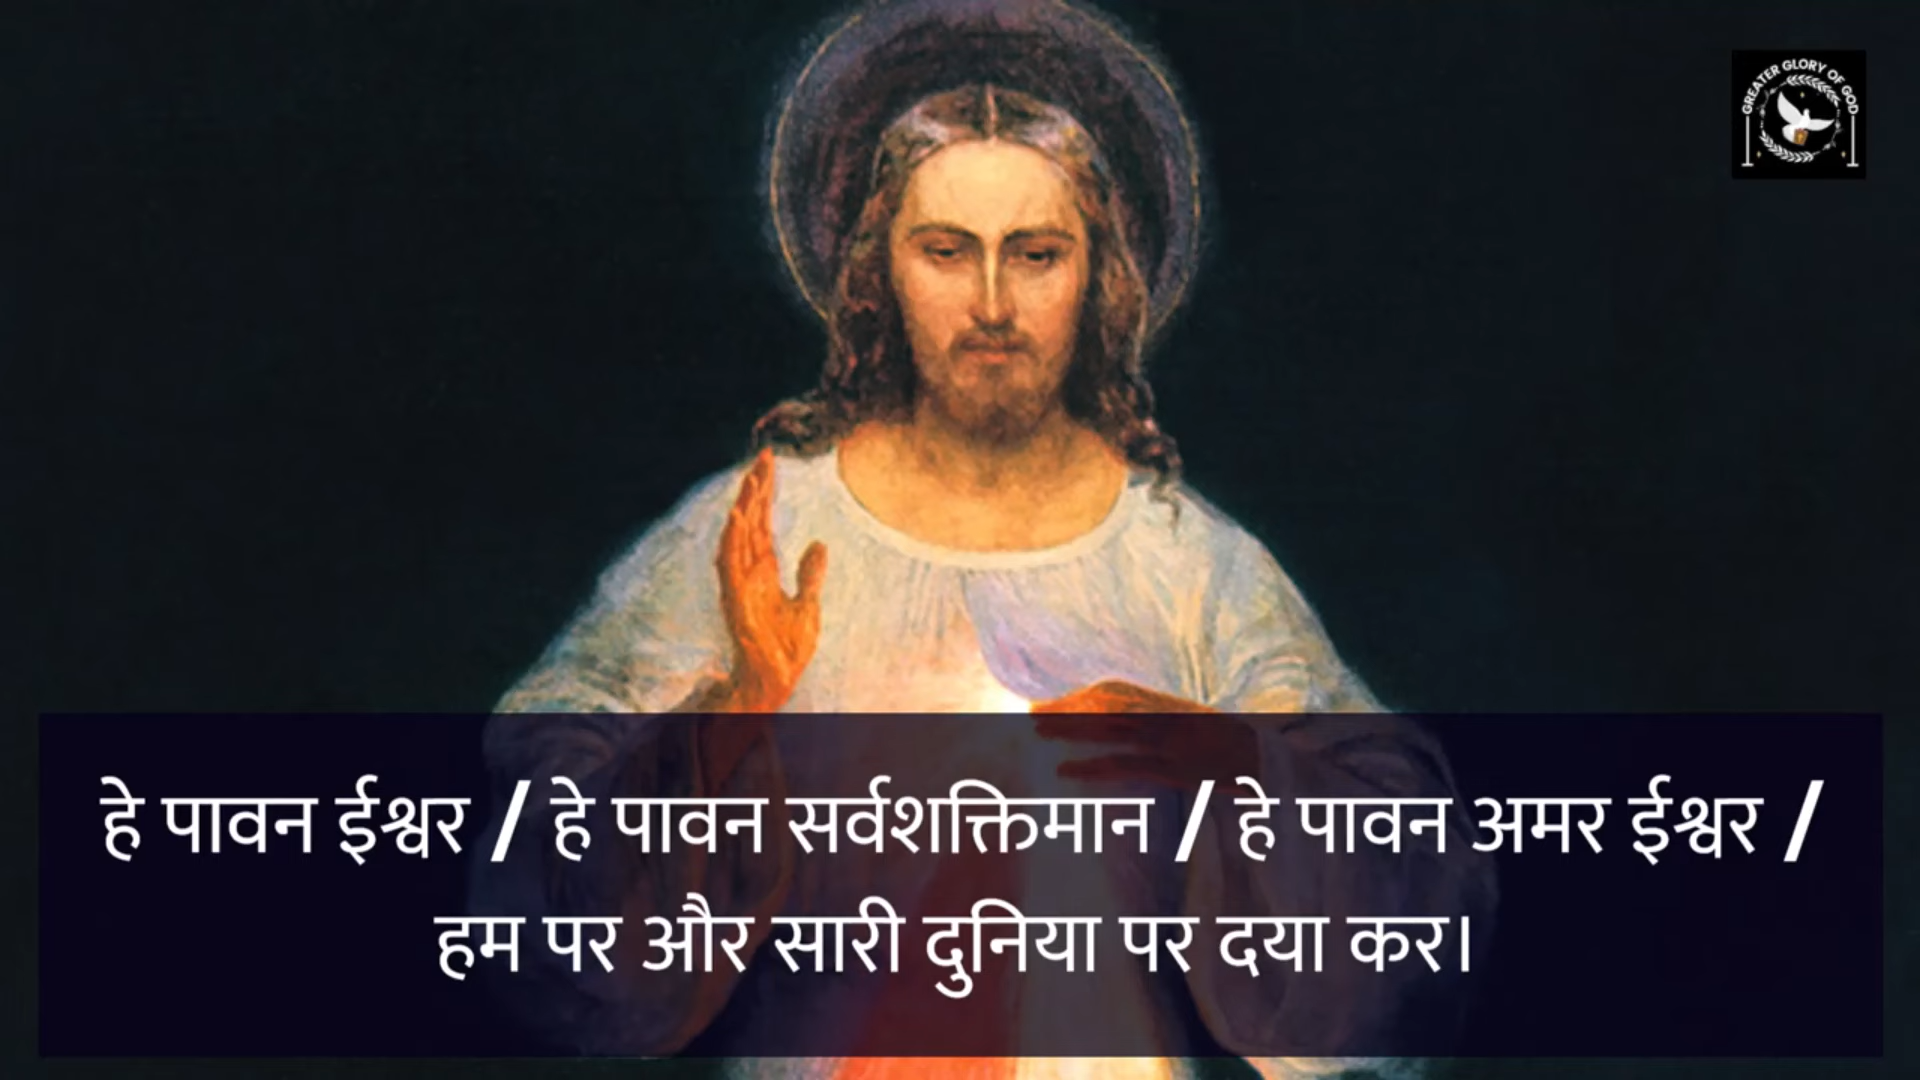 GREATER GLORY OF GOD
हे पावन ईश्वर / हे पावन सर्वशक्तिमान / हे पावन अमर ईश्वर /
हम पर और सारी दुनिया पर दया कर।